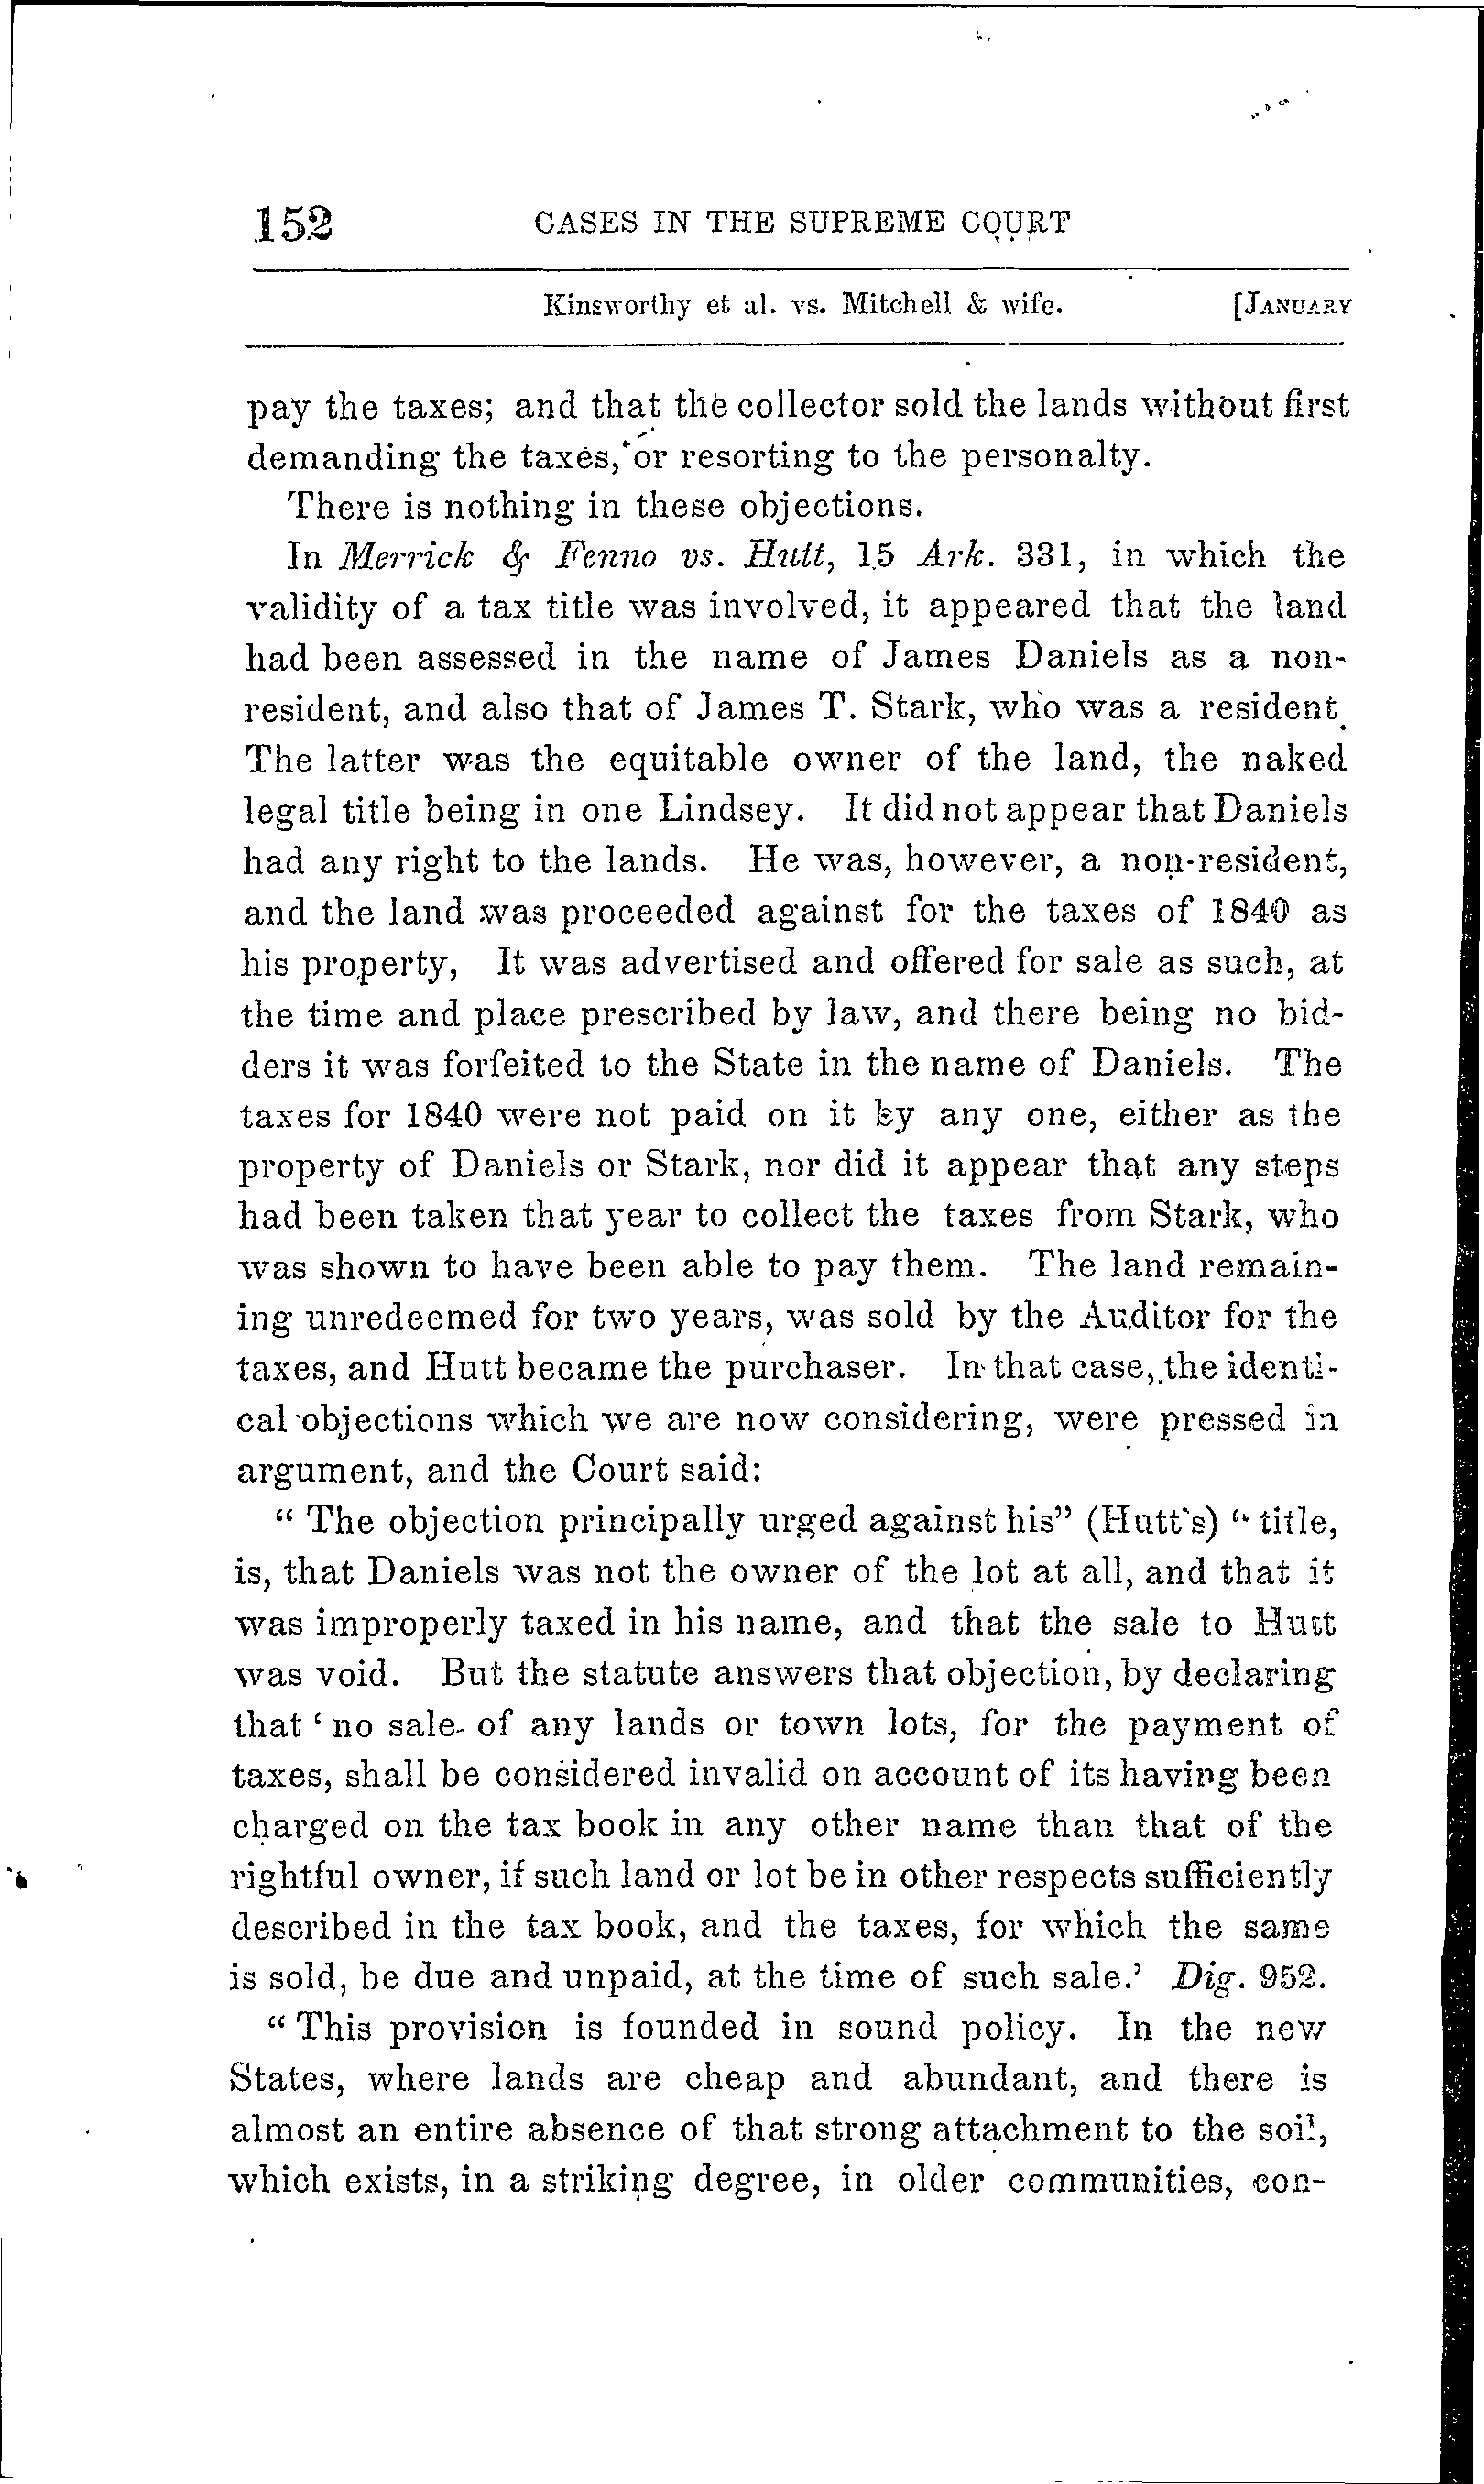 152 CASES IN THE SUPREME COURT
Kinsworthy et al. vs. Mitchell & wife. [JANUARY
pay the taxes; and that the collector sold the lands without first
demanding the taxes, or resorting to the personalty.
There is nothing in these objections.
In Merrick & Fenno vs. Hutt, 15 Ark. 331, in which the
validity of a tax title was involved, it appeared that the land
had been assessed in the name of James Daniels as a non-
resident, and also that of James T. Stark, who was a resident.
The latter was the equitable owner of the land, the naked
legal title being in one Lindsey. It did not appear that Daniels
had any right to the lands. He was, however, a non-resident,
and the land was proceeded against for the taxes of 1840 as
his property, It was advertised and offered for sale as such, at
the time and place prescribed by law, and there being no bid-
ders it was forfeited to the State in the name of Daniels. The
taxes for 1840 were not paid on it by any one, either as the
property of Daniels or Stark, nor did it appear that any steps
had been taken that year to collect the taxes from Stark, who
was shown to have been able to pay them. The land remain-
ing unredeemed for two years, was sold by the Auditor for the
taxes, and Hutt became the purchaser. In that case, the identi-
cal objections which we are now considering, were pressed in
argument, and the Court said:
" The objection principally urged against his" (Hutt's) " title,
is, that Daniels was not the owner of the lot at all, and that it
was improperly taxed in his name, and that the sale to Hutt
was void. But the statute answers that objection, by declaring
that ' no sale of any lands or town lots, for the payment of
taxes, shall be considered invalid on account of its having been
charged on the tax book in any other name than that of the
rightful owner, if such land or lot be in other respects sufficiently
described in the tax book, and the taxes, for which the same
is sold, be due and unpaid, at the time of such sale.' Dig. 952.
" This provision is founded in sound policy. In the new
States, where lands are cheap and abundant, and there is
almost an entire absence of that strong attachment to the soil,
which exists, in a striking degree, in older communities, con-